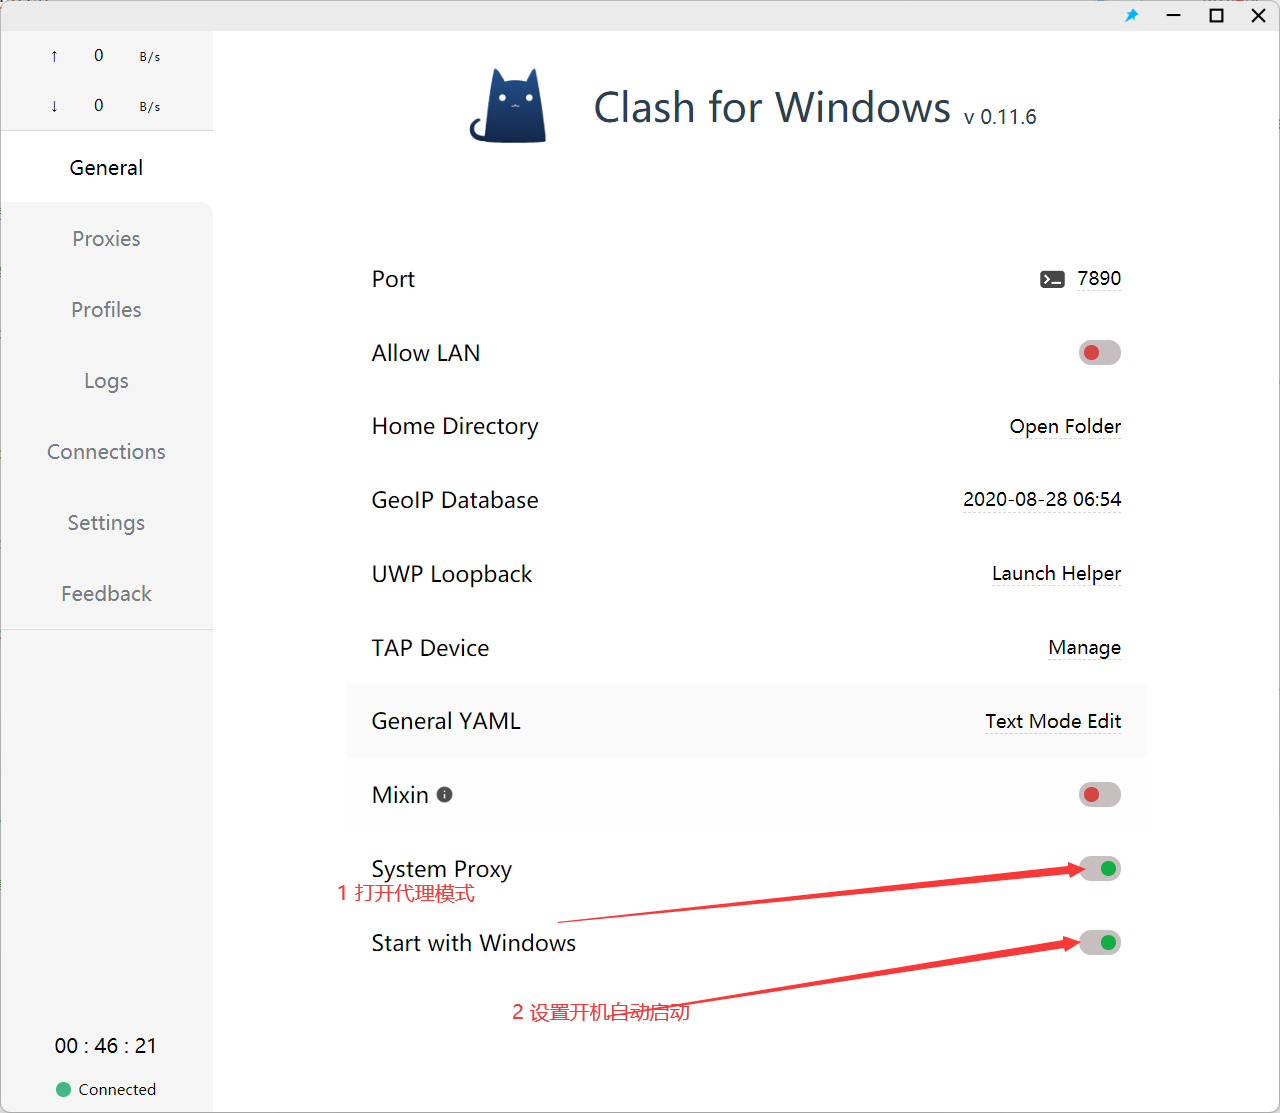 ↑ 0 B/s
↓ 0 B/s
General
Proxies
Profiles
Logs
Connections
Settings
Feedback
00 : 46 : 21
Connected
Clash for Windows v 0.11.6
Port 7890
Allow LAN
Home Directory Open Folder
GeoIP Database 2020-08-28 06:54
UWP Loopback Launch Helper
TAP Device Manage
General YAML Text Mode Edit
Mixin
System Proxy
1 打开代理模式
Start with Windows
2 设置开机自动启动